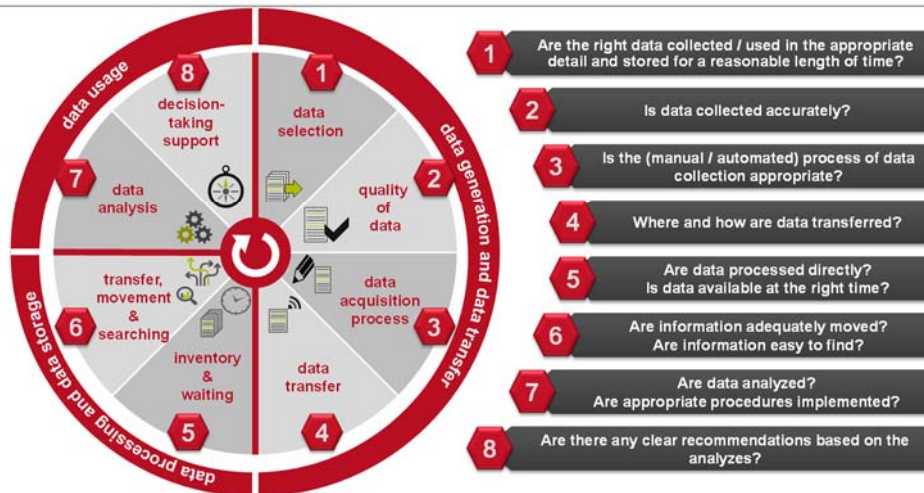 data usage
data generation and data transfer
data processing and data storage
1
data
selection
2
quality
of
data
3
data
acquisition
process
4
data
transfer
5
inventory
&
waiting
6
transfer,
movement
&
searching
7
data
analysis
8
decision-
taking
support
1
Are the right data collected / used in the appropriate
detail and stored for a reasonable length of time?
2
Is data collected accurately?
3
Is the (manual / automated) process of data
collection appropriate?
4
Where and how are data transferred?
5
Are data processed directly?
Is data available at the right time?
6
Are information adequately moved?
Are information easy to find?
7
Are data analyzed?
Are appropriate procedures implemented?
8
Are there any clear recommendations based on the
analyzes?